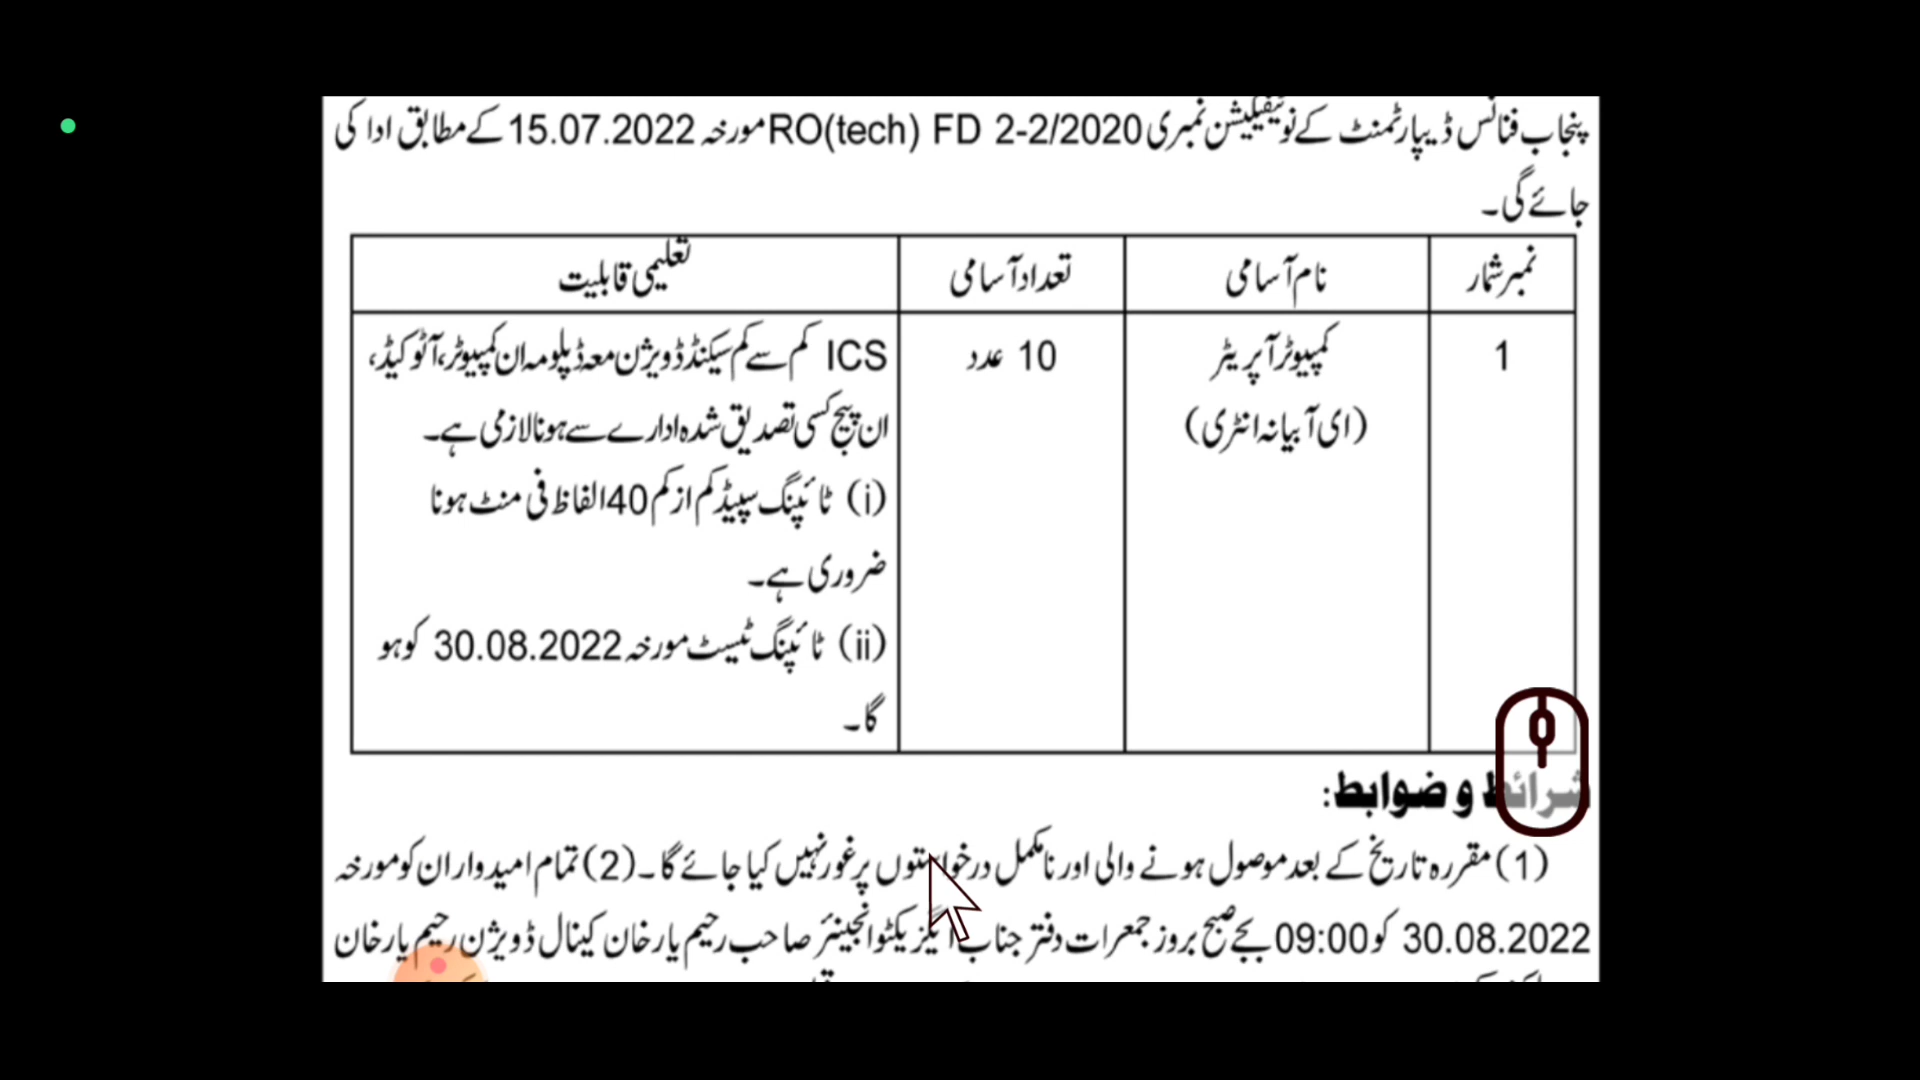 پنجاب فنانس ڈیپارٹمنٹ کے نوٹیفکیشن نمبری RO(tech) FD 2-2/2020 مورخہ 15.07.2022 کے مطابق ادا کی
جائے گی۔
نمبر شمار
نام آسامی
تعداد آسامی
تعلیمی قابلیت
1
کمپیوٹر آپریٹر
(ای آبیانہ انٹری)
10 عدد
ICS کم سے کم سیکنڈ ڈویژن معہ ڈپلومہ ان کمپیوٹر، آٹو کیڈ،
ان پیج کسی تصدیق شدہ ادارے سے ہونا لازمی ہے۔
(i) ٹائپنگ سپیڈ کم از کم 40 الفاظ فی منٹ ہونا
ضروری ہے۔
(ii) ٹائپنگ ٹیسٹ مورخہ 30.08.2022 کو ہو
گا۔
شرائط و ضوابط:
(1) مقررہ تاریخ کے بعد موصول ہونے والی اور نامکمل درخواستوں پر غور نہیں کیا جائے گا۔ (2) تمام امیدواران کو مورخہ
30.08.2022 کو 09:00 بجے صبح بروز جمعرات دفتر جناب ایگزیکٹو انجینئر صاحب رحیم یار خان کینال ڈویژن رحیم یار خان